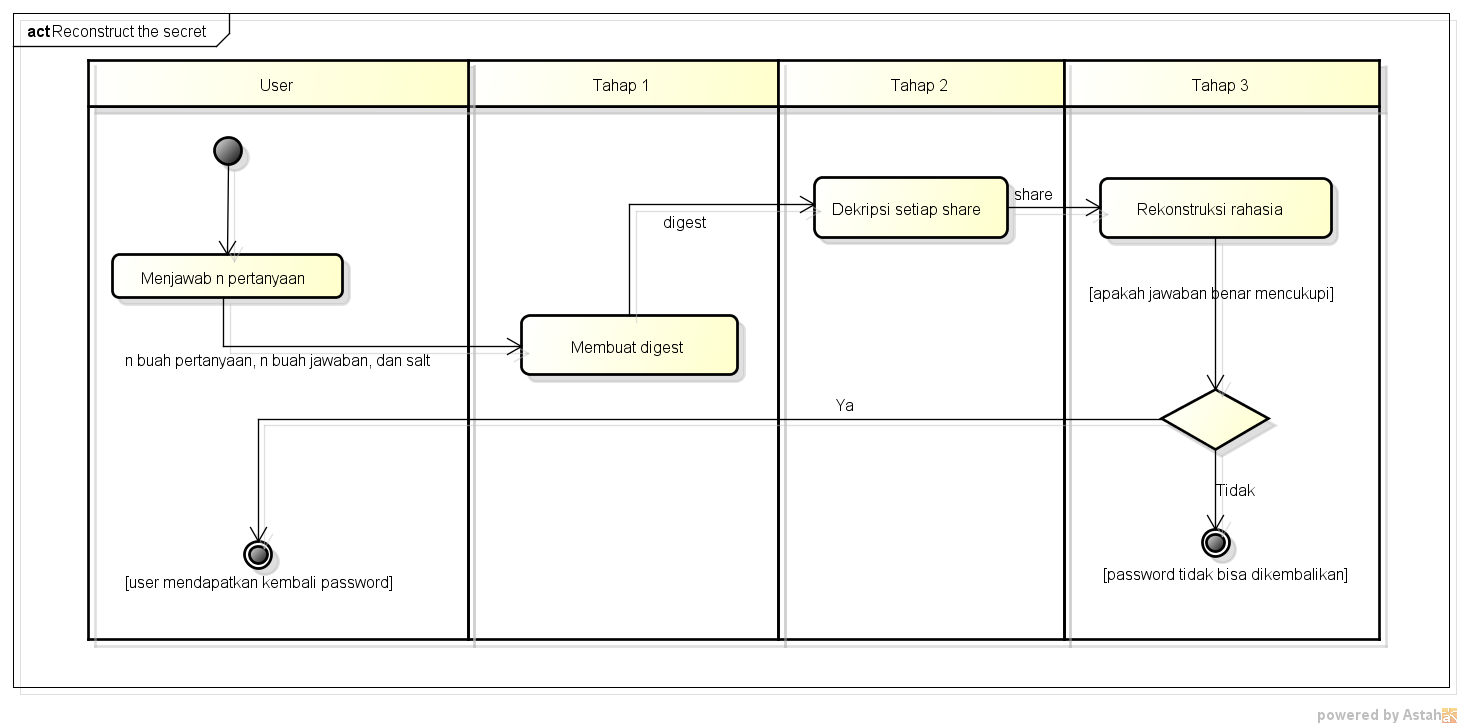 act Reconstruct the secret
User
Tahap 1
Tahap 2
Tahap 3
Menjawab n pertanyaan
n buah pertanyaan, n buah jawaban, dan salt
Membuat digest
digest
Dekripsi setiap share
share
Rekonstruksi rahasia
[apakah jawaban benar mencukupi]
Ya
Tidak
[user mendapatkan kembali password]
[password tidak bisa dikembalikan]
powered by Astah